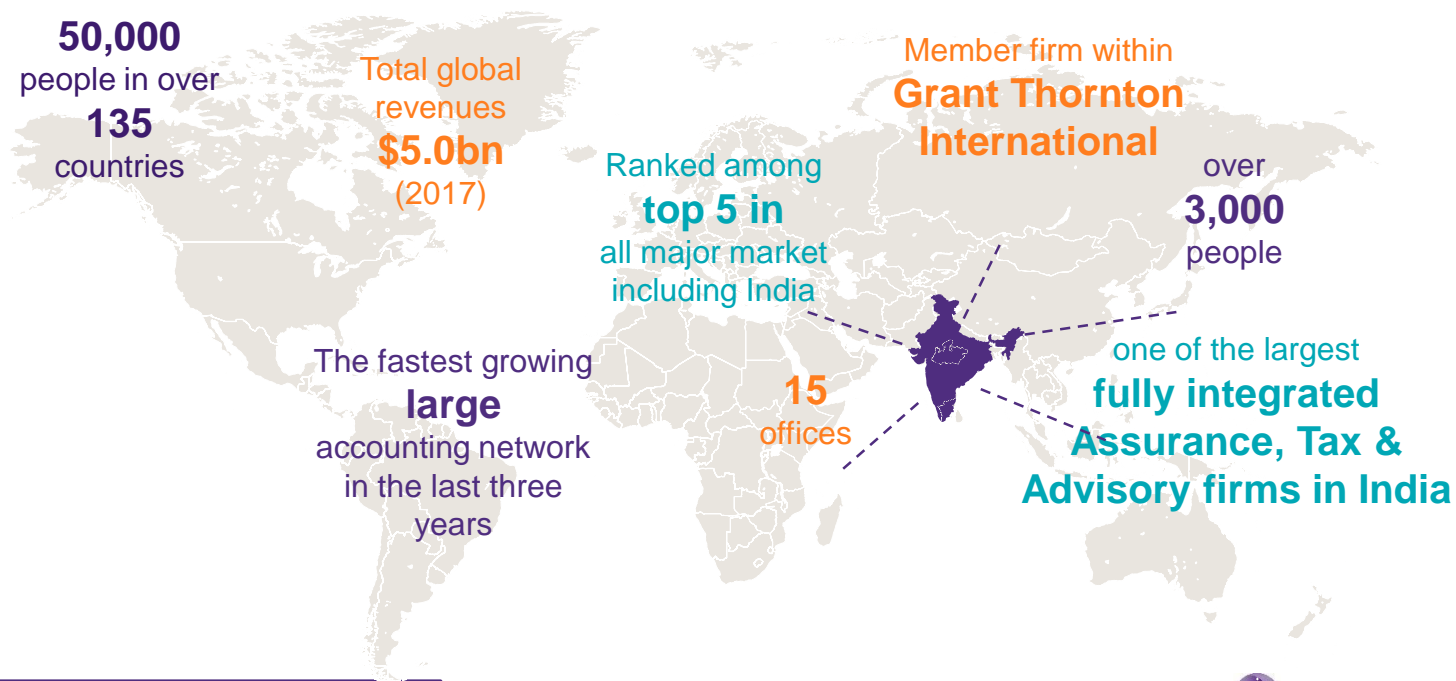 50,000
people in over
135
countries
Total global
revenues
$5.0bn
(2017)
Member firm within
Grant Thornton
International
Ranked among
top 5 in
all major market
including India
over
3,000
people
The fastest growing
large
accounting network
in the last three
years
15
offices
one of the largest
fully integrated
Assurance, Tax &
Advisory firms in India